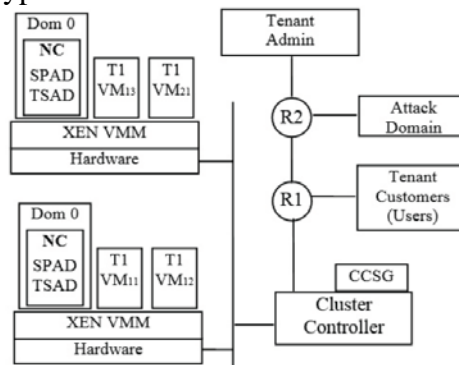 Dom 0
NC
SPAD
TSAD
T1
VM13
T1
VM21
XEN VMM
Hardware
Dom 0
NC
SPAD
TSAD
T1
VM11
T1
VM12
XEN VMM
Hardware
Tenant
Admin
R2
Attack
Domain
R1
Tenant
Customers
(Users)
CCSG
Cluster
Controller